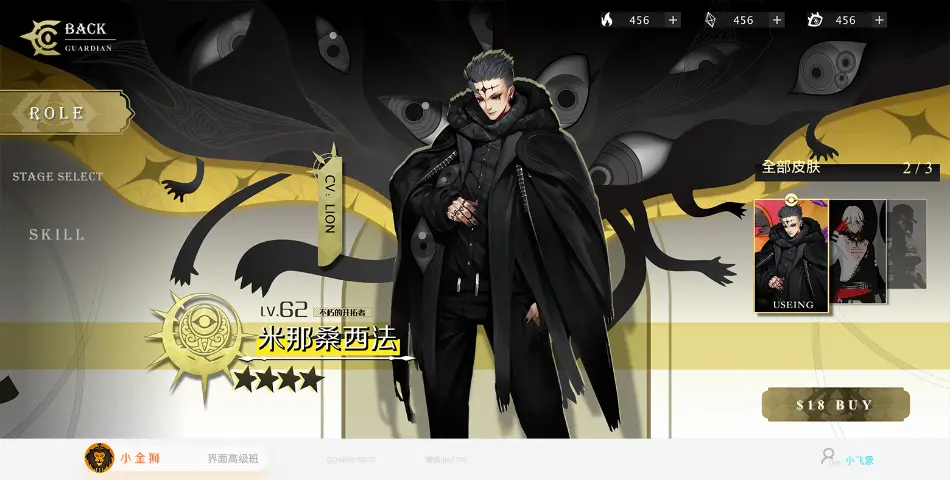 BACK
GUARDIAN
456 +
456 +
456 +
ROLE
STAGE SELECT
SKILL
CV: LION
全部皮肤
2 / 3
USEING
LV.62 不朽的开拓者
米那桑西法
$18 BUY
小金狮
界面高级班
小飞象